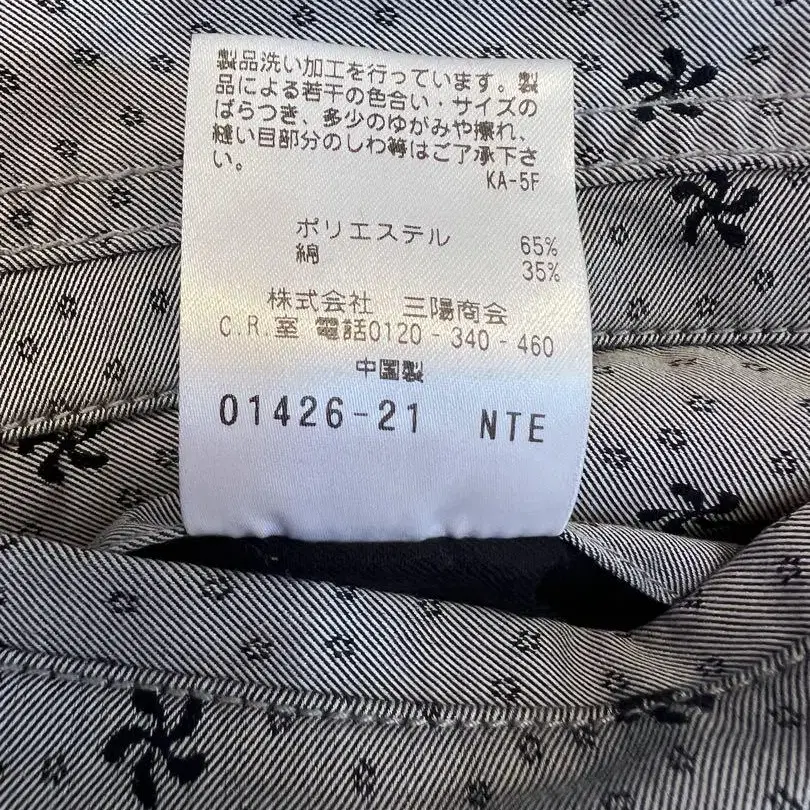 製品洗い加工を行っています。製
品による若干の色合い・サイズの
ばらつき、多少のゆがみや擦れ、
縫い目部分のしわ等はご了承下さ
い。
KA-5F
ポリエステル 65%
綿 35%
株式会社 三陽商会
C.R.室 電話0120-340-460
中国製
01426-21 NTE